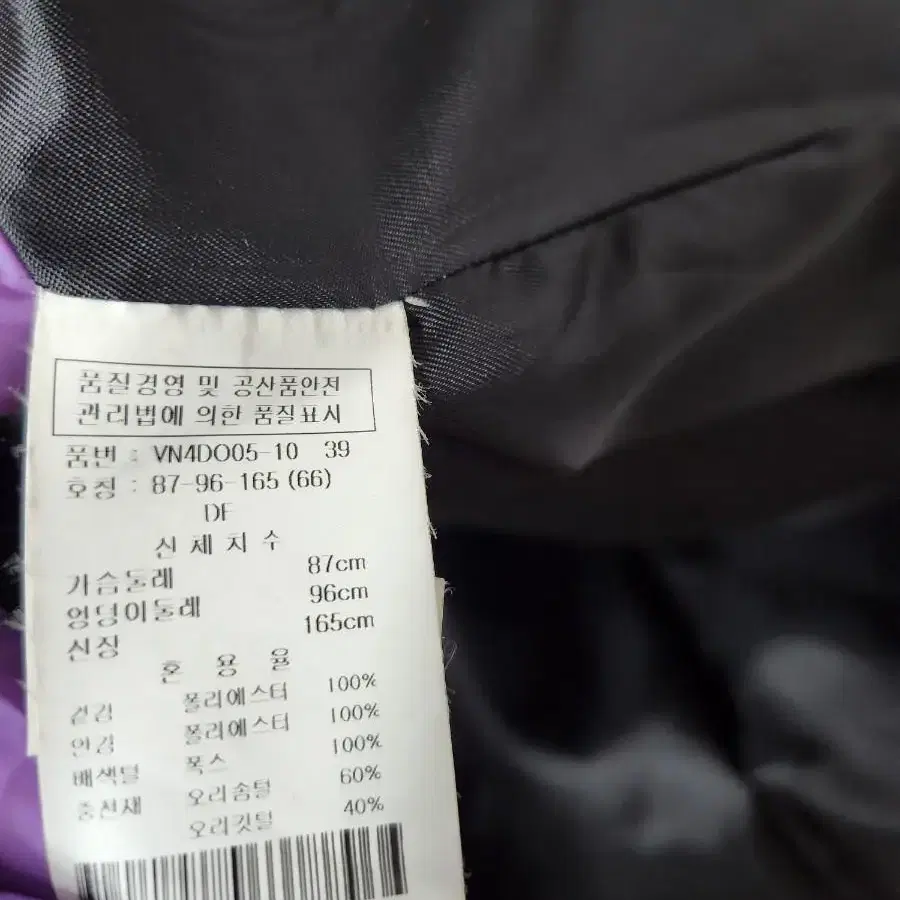 품질경영 및 공산품안전
관리법에 의한 품질표시
품번 : VN4DO05-10 39
호칭 : 87-96-165 (66)
DF
신 체 치 수
가슴둘레 87cm
엉덩이둘레 96cm
신장 165cm
혼 용 율
겉감 폴리에스터 100%
안감 폴리에스터 100%
배색털 폭스 100%
충전재 오리솜털 60%
오리깃털 40%